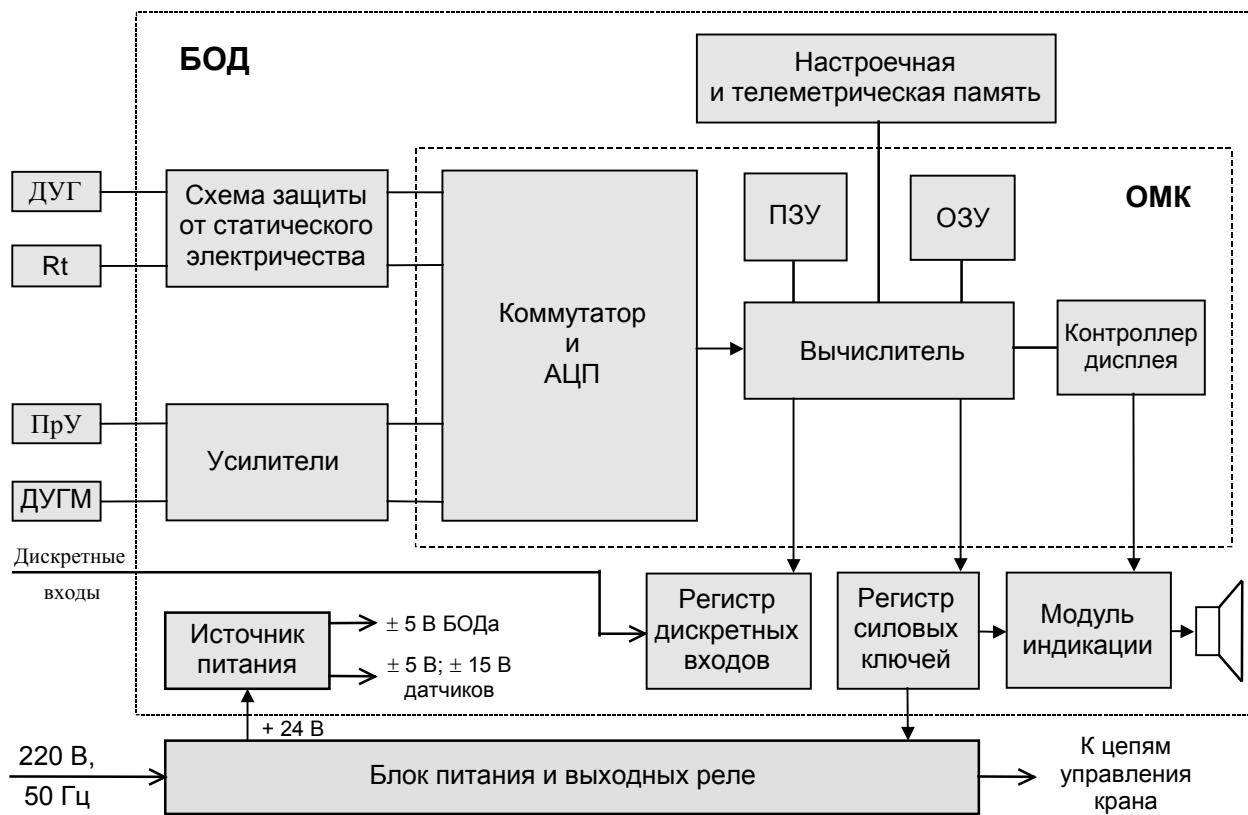 БОД
Настроечная
и телеметрическая память
ОМК
ДУГ
Rt
Схема защиты
от статического
электричества
ПЗУ
ОЗУ
Коммутатор
и
АЦП
Вычислитель
Контроллер
дисплея
ПрУ
ДУГМ
Усилители
Дискретные
входы
Источник
питания
± 5 В БОДа
± 5 В; ± 15 В
датчиков
Регистр
дискретных
входов
Регистр
силовых
ключей
Модуль
индикации
+ 24 В
220 В,
50 Гц
Блок питания и выходных реле
К цепям
управления
крана